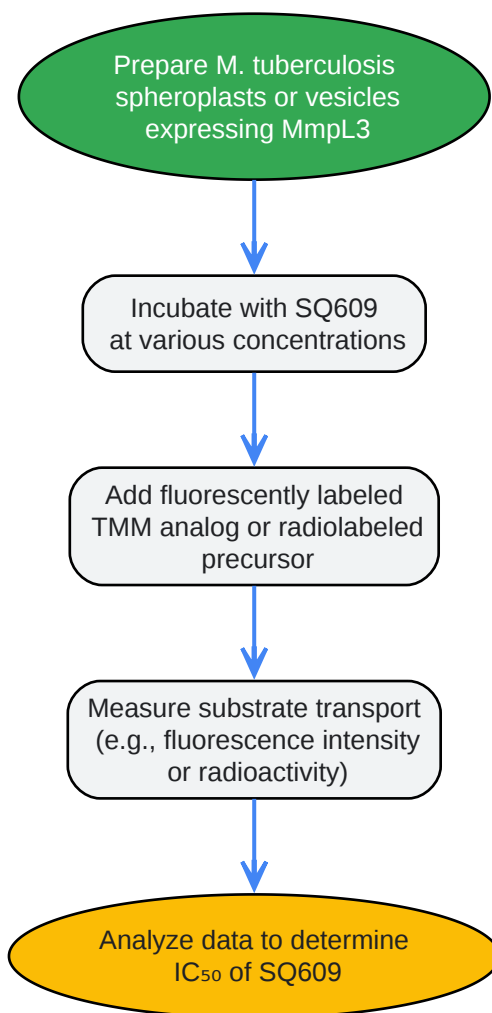 Prepare M. tuberculosis
spheroplasts or vesicles
expressing MmpL3
Incubate with SQ609
at various concentrations
Add fluorescently labeled
TMM analog or radiolabeled
precursor
Measure substrate transport
(e.g., fluorescence intensity
or radioactivity)
Analyze data to determine
IC₅₀ of SQ609